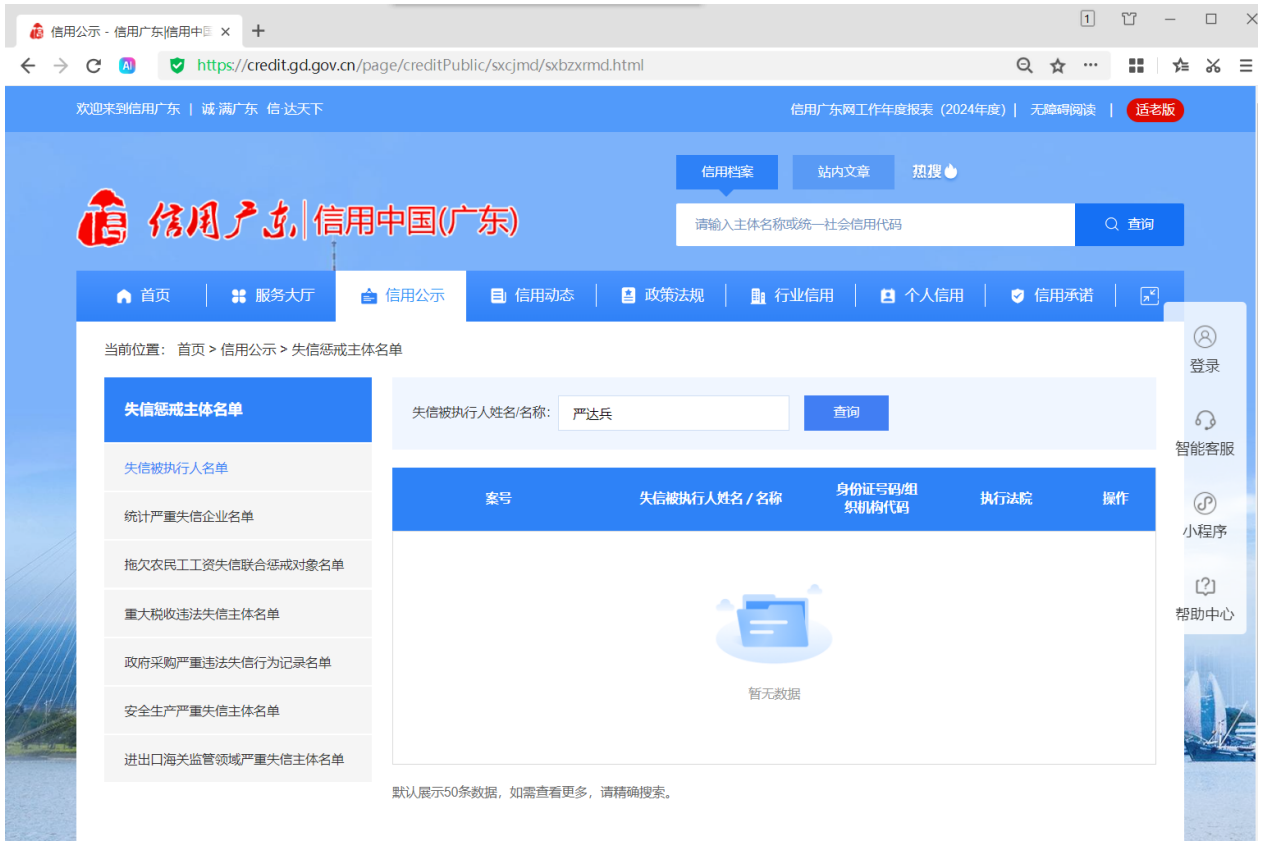 信用公示 - 信用广东|信用中国
1
https://credit.gd.gov.cn/page/creditPublic/sxcjmd/sxbzxrmd.html
欢迎来到信用广东 | 诚·满广东 信·达天下
信用广东网工作年度报表（2024年度）| 无障碍阅读 | 适老版
信用档案 站内文章 热搜
信用广东|信用中国(广东)
请输入主体名称或统一社会信用代码 查询
首页 服务大厅 信用公示 信用动态 政策法规 行业信用 个人信用 信用承诺
登录
智能客服
小程序
帮助中心
当前位置： 首页 > 信用公示 > 失信惩戒主体名单
失信惩戒主体名单
失信被执行人名单
统计严重失信企业名单
拖欠农民工工资失信联合惩戒对象名单
重大税收违法失信主体名单
政府采购严重违法失信行为记录名单
安全生产严重失信主体名单
进出口海关监管领域严重失信主体名单
失信被执行人姓名/名称: 严达兵 查询
案号 失信被执行人姓名 / 名称 身份证号码/组织机构代码 执行法院 操作
暂无数据
默认展示50条数据，如需查看更多，请精确搜索。